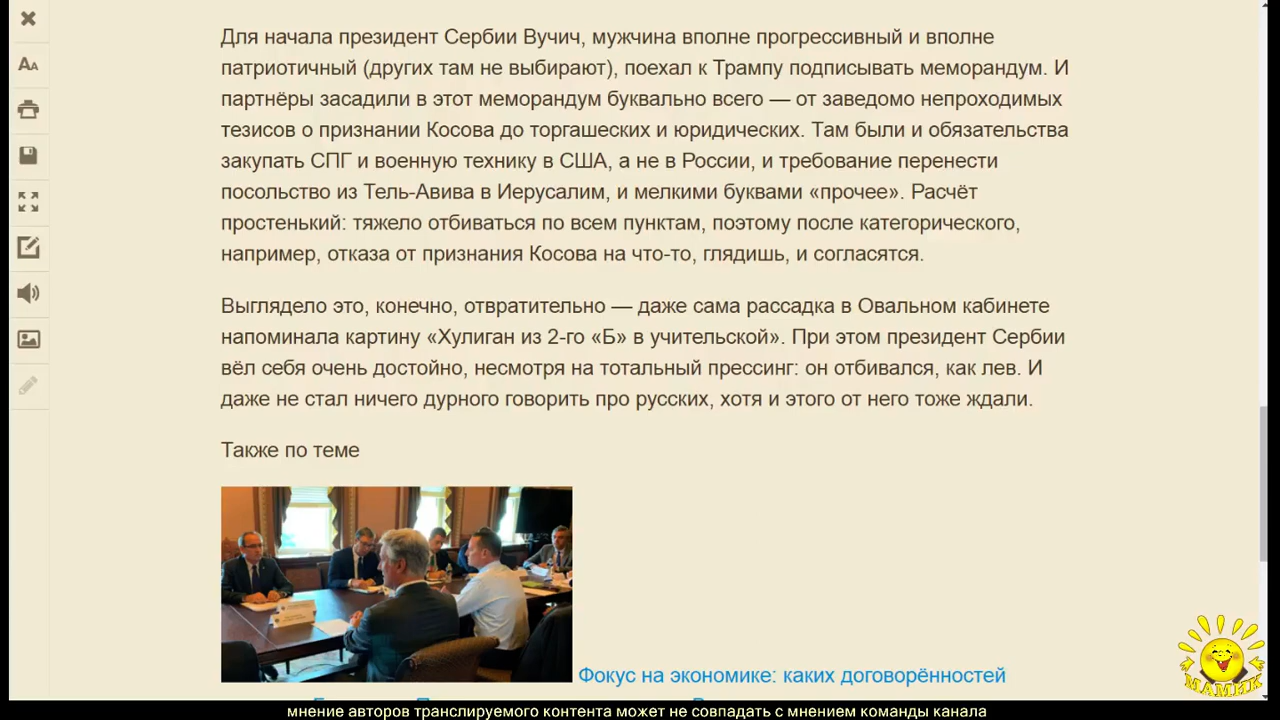 Для начала президент Сербии Вучич, мужчина вполне прогрессивный и вполне
патриотичный (других там не выбирают), поехал к Трампу подписывать меморандум. И
партнёры засадили в этот меморандум буквально всего — от заведомо непроходимых
тезисов о признании Косова до торгашеских и юридических. Там были и обязательства
закупать СПГ и военную технику в США, а не в России, и требование перенести
посольство из Тель-Авива в Иерусалим, и мелкими буквами «прочее». Расчёт
простенький: тяжело отбиваться по всем пунктам, поэтому после категорического,
например, отказа от признания Косова на что-то, глядишь, и согласятся.
Выглядело это, конечно, отвратительно — даже сама рассадка в Овальном кабинете
напоминала картину «Хулиган из 2-го «Б» в учительской». При этом президент Сербии
вёл себя очень достойно, несмотря на тотальный прессинг: он отбивался, как лев. И
даже не стал ничего дурного говорить про русских, хотя и этого от него тоже ждали.
Также по теме
Фокус на экономике: каких договорённостей
МАМИК
мнение авторов транслируемого контента может не совпадать с мнением команды канала